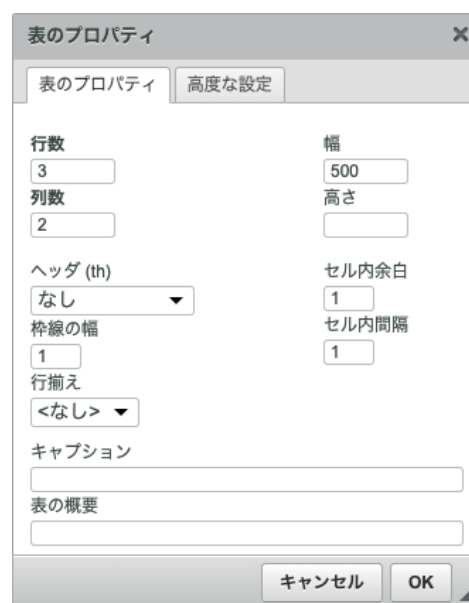 表のプロパティ
表のプロパティ 高度な設定
行数 幅
3 500
列数 高さ
2
ヘッダ (th) セル内余白
なし 1
枠線の幅 セル内間隔
1 1
行揃え
<なし>
キャプション
表の概要
キャンセル OK